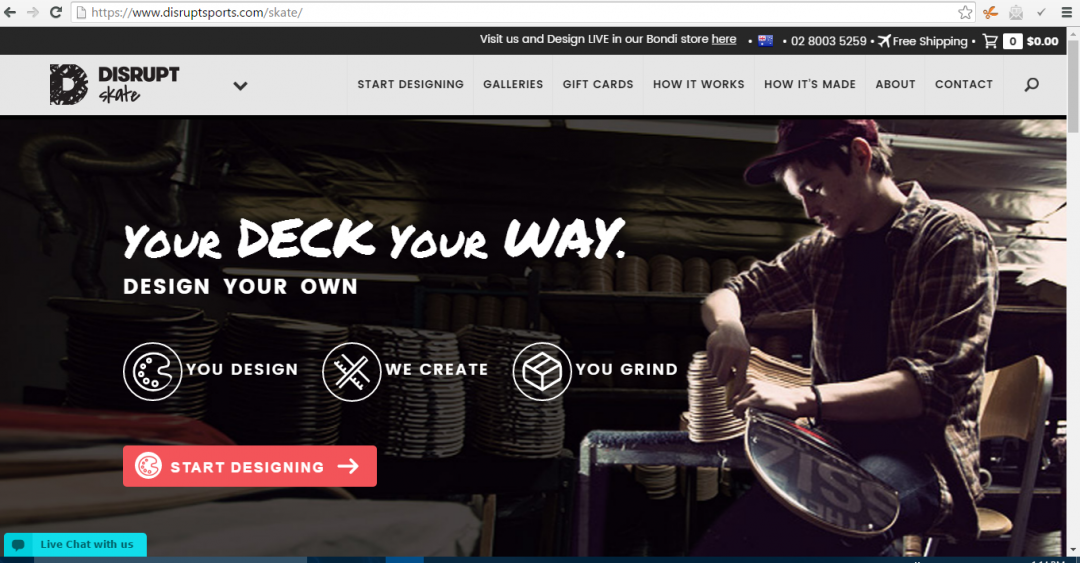 https://www.disruptsports.com/skate/
Visit us and Design LIVE in our Bondi store here • • 02 8003 5259 • Free Shipping • 0 $0.00
DISRUPT
skate
START DESIGNING GALLERIES GIFT CARDS HOW IT WORKS HOW IT'S MADE ABOUT CONTACT
YOUR DECK YOUR WAY.
DESIGN YOUR OWN
YOU DESIGN WE CREATE YOU GRIND
START DESIGNING
Live Chat with us